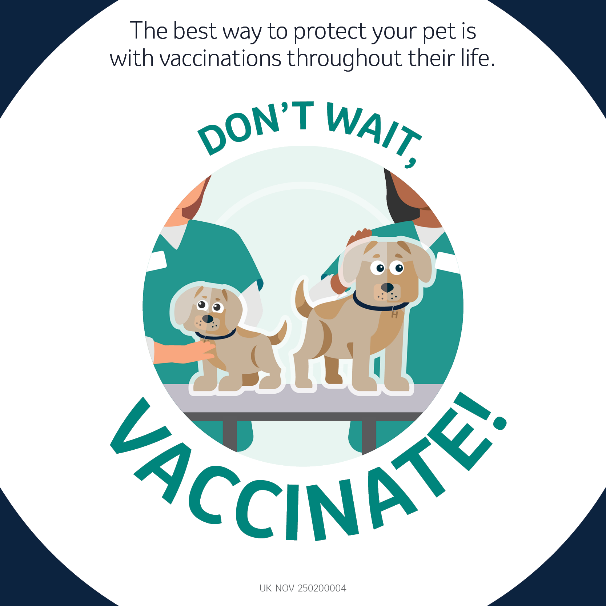 The best way to protect your pet is
with vaccinations throughout their life.
DON'T WAIT,
VACCINATE!
UK NOV 250200004